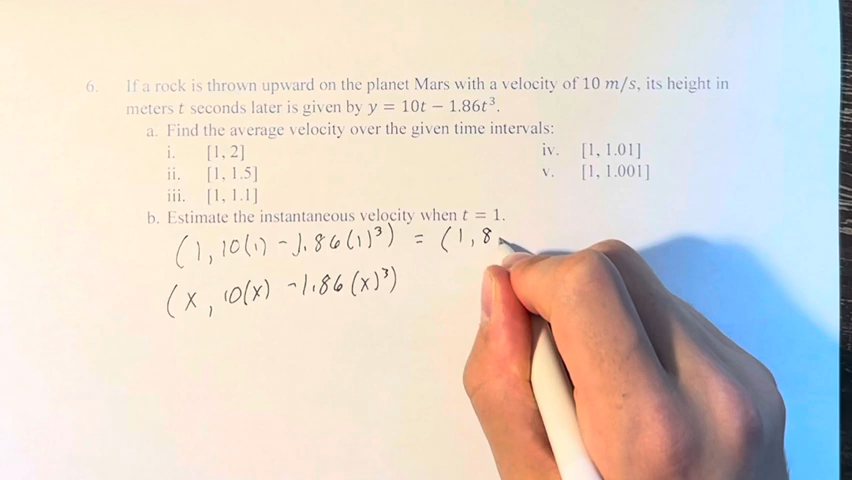 6. If a rock is thrown upward on the planet Mars with a velocity of 10 m/s, its height in
meters t seconds later is given by y = 10t − 1.86t³.
a. Find the average velocity over the given time intervals:
i. [1, 2] iv. [1, 1.01]
ii. [1, 1.5] v. [1, 1.001]
iii. [1, 1.1]
b. Estimate the instantaneous velocity when t = 1.
(1, 10(1) - 1.86(1)³) = (1, 8.
(x, 10(x) - 1.86(x)³)